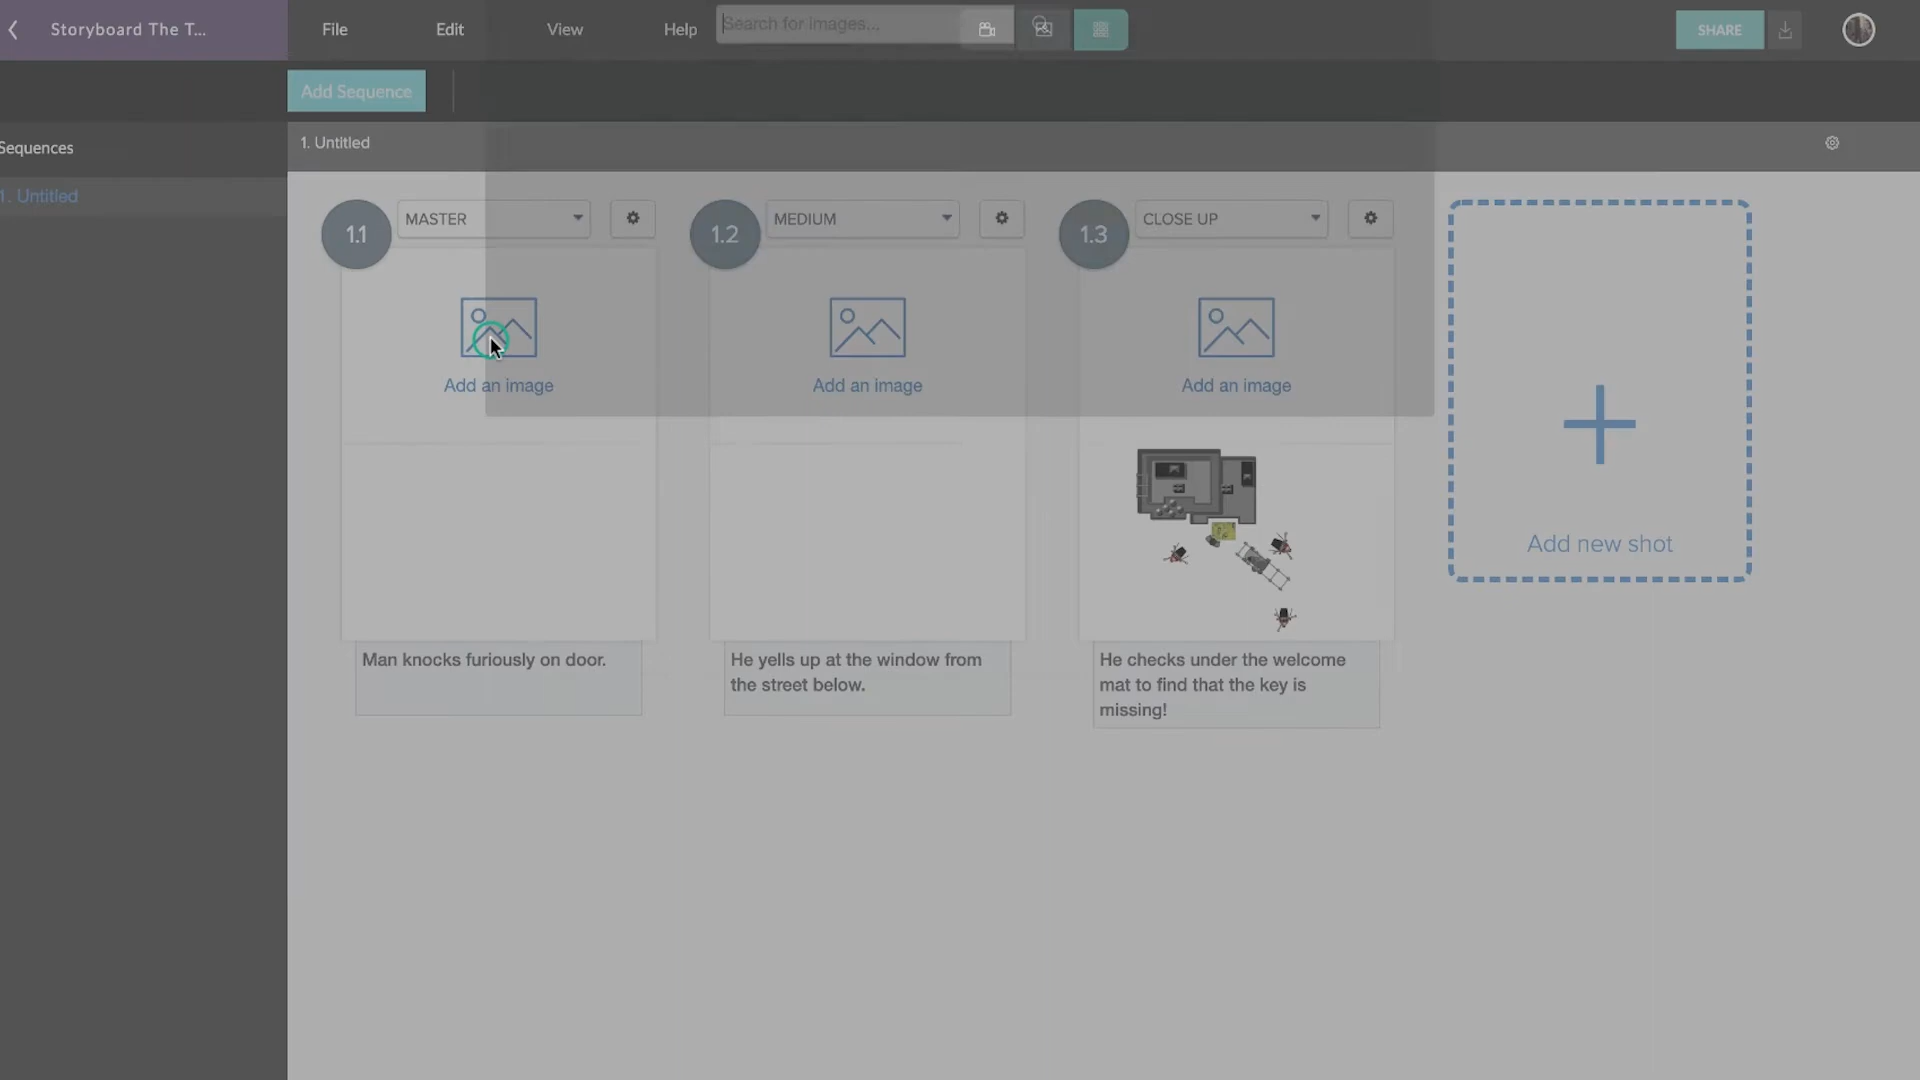 Storyboard The T...
File
Edit
View
Help
Search for images...
SHARE
Add Sequence
Sequences
1. Untitled
1. Untitled
1.1
MASTER
1.2
MEDIUM
1.3
CLOSE UP
Add an image
Add an image
Add an image
Add new shot
Man knocks furiously on door.
He yells up at the window from
the street below.
He checks under the welcome
mat to find that the key is
missing!